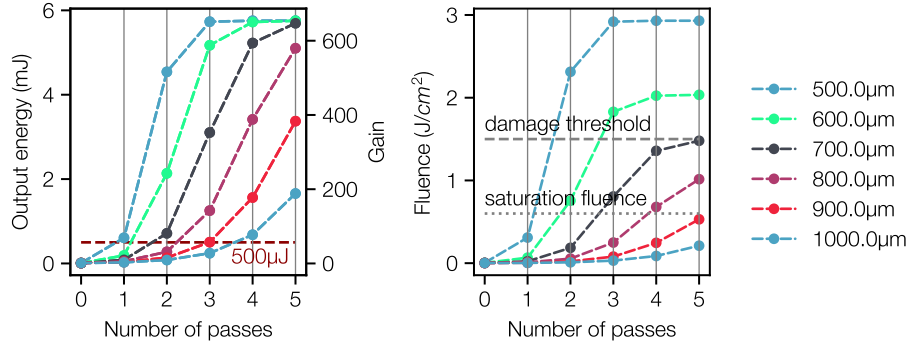 6
4
2
0
Output energy (mJ)
600
400
200
0
Gain
500µJ
0 1 2 3 4 5
Number of passes
3
2
1
0
Fluence (J/cm²)
damage threshold
saturation fluence
0 1 2 3 4 5
Number of passes
500.0µm
600.0µm
700.0µm
800.0µm
900.0µm
1000.0µm